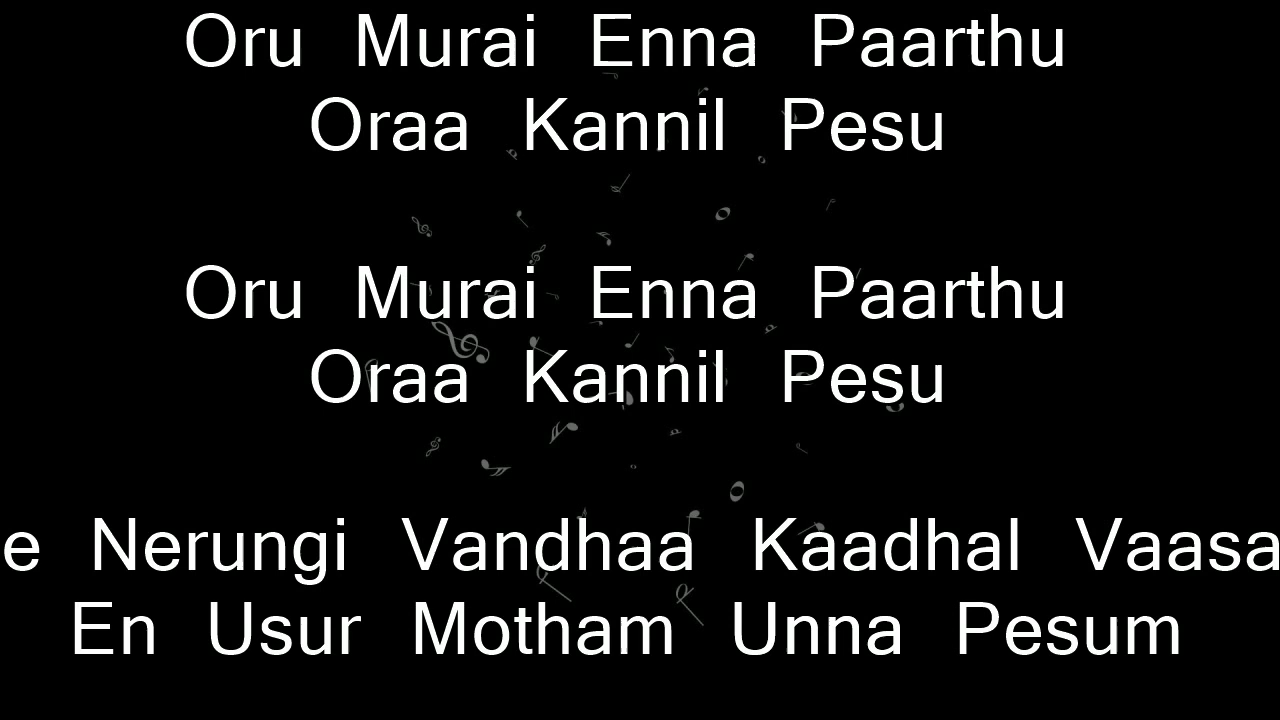 Oru Murai Enna Paarthu
Oraa Kannil Pesu
Oru Murai Enna Paarthu
Oraa Kannil Pesu
e Nerungi Vandhaa Kaadhal Vaasa
En Usur Motham Unna Pesum